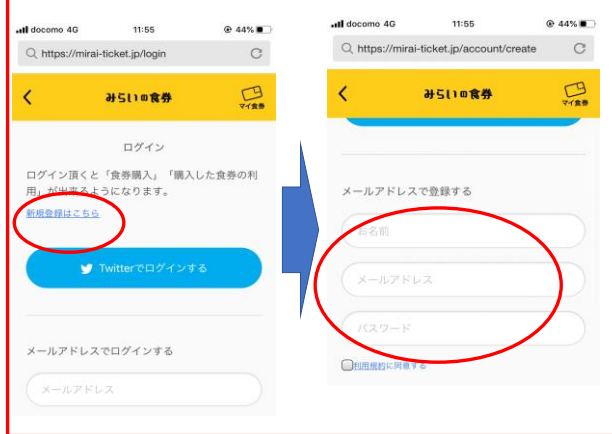 docomo 4G 11:55 44%
https://mirai-ticket.jp/login
みらいの食券
マイ食券
ログイン
ログイン頂くと「食券購入」「購入した食券の利
用」が出来るようになります。
新規登録はこちら
Twitterでログインする
メールアドレスでログインする
メールアドレス
docomo 4G 11:55 44%
https://mirai-ticket.jp/account/create
みらいの食券
マイ食券
メールアドレスで登録する
お名前
メールアドレス
パスワード
利用規約に同意する